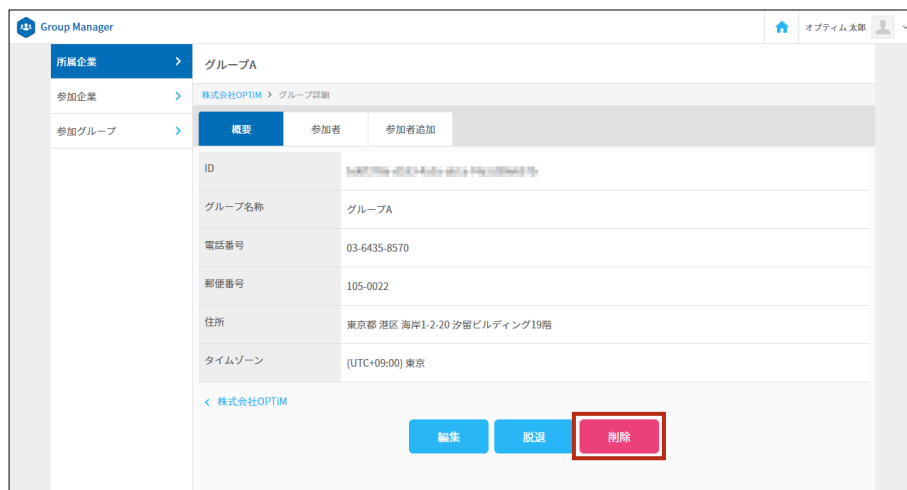 Group Manager
オプティム 太郎
所属企業
参加企業
参加グループ
グループA
株式会社OPTiM > グループ詳細
概要 参加者 参加者追加
ID
グループ名称 グループA
電話番号 03-6435-8570
郵便番号 105-0022
住所 東京都 港区 海岸1-2-20 汐留ビルディング19階
タイムゾーン (UTC+09:00) 東京
< 株式会社OPTiM
編集 脱退 削除